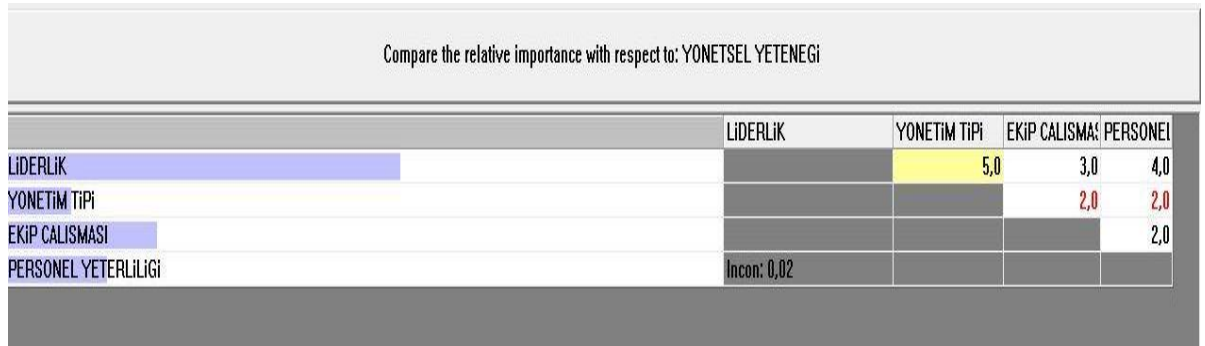 Compare the relative importance with respect to: YONETSEL YETENEGi
LiDERLiK YONETiM TiPi EKiP CALISMA: PERSONEL
LiDERLiK 5,0 3,0 4,0
YONETiM TiPi 2,0 2,0
EKiP CALISMASI 2,0
PERSONEL YETERLiLiGi Incon: 0,02